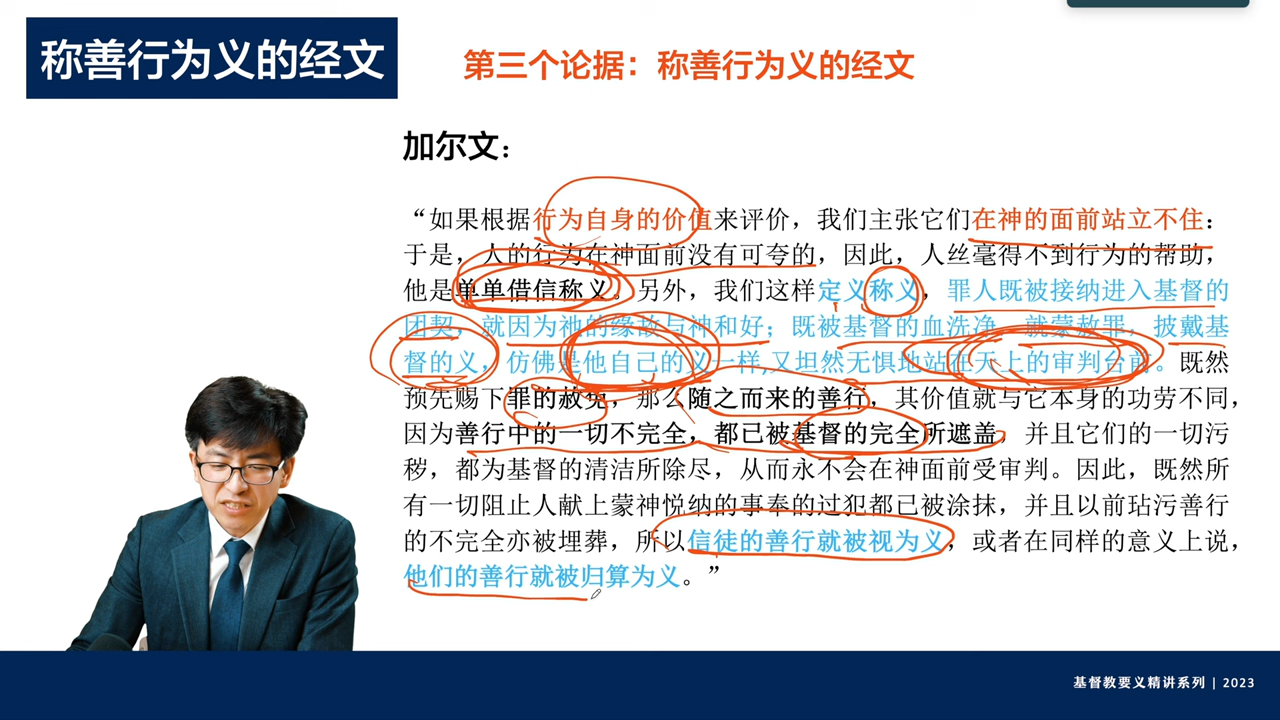 称善行为义的经文
第三个论据：称善行为义的经文
加尔文：
“如果根据行为自身的价值来评价，我们主张它们在神的面前站立不住：
于是，人的行为在神面前没有可夸的，因此，人丝毫得不到行为的帮助，
他是单单借信称义。另外，我们这样定义称义，罪人既被接纳进入基督的
团契，就因为祂的缘故与神和好；既被基督的血洗净，就蒙赦罪，披戴基
督的义，仿佛是他自己的义一样,又坦然无惧地站在天上的审判台前。既然
预先赐下罪的赦免，那么随之而来的善行，其价值就与它本身的功劳不同，
因为善行中的一切不完全，都已被基督的完全所遮盖，并且它们的一切污
秽，都为基督的清洁所除尽，从而永不会在神面前受审判。因此，既然所
有一切阻止人献上蒙神悦纳的事奉的过犯都已被涂抹，并且以前玷污善行
的不完全亦被埋葬，所以信徒的善行就被视为义，或者在同样的意义上说，
他们的善行就被归算为义。”
基督教要义精讲系列 | 2023